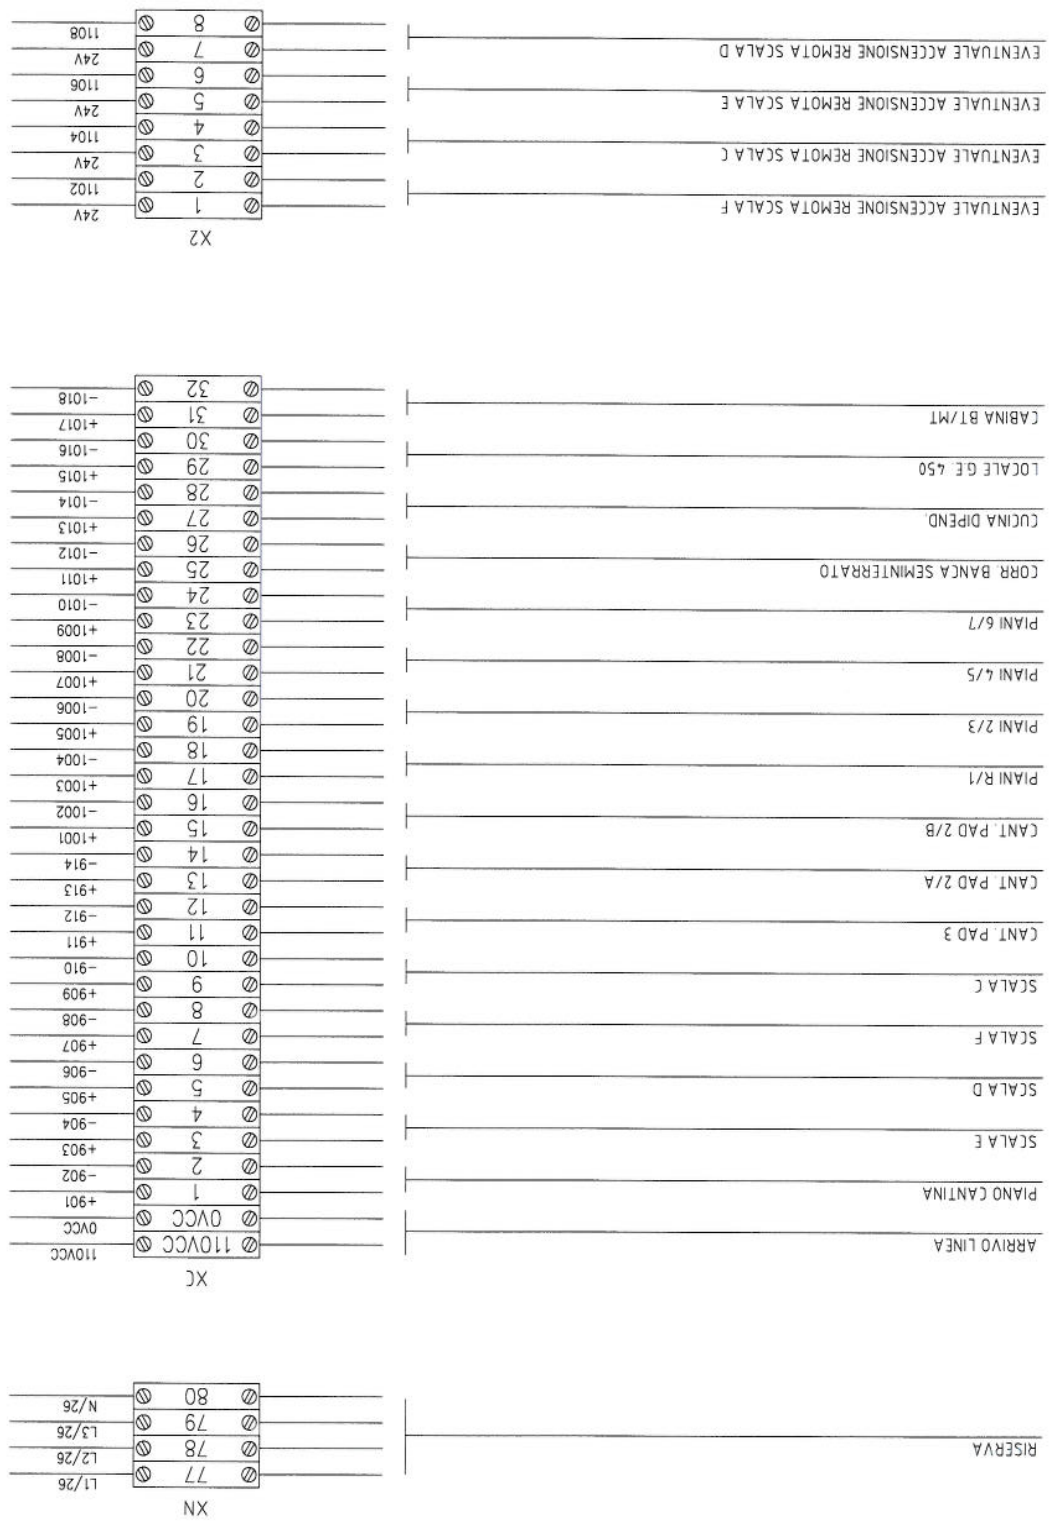 XN
77 L1/26
RISERVA 78 L2/26
79 L3/26
80 N/26
XC
ARRIVO LINEA 110VCC 110VCC
0VCC 0VCC
PIANO CANTINA 1 +901
2 -902
SCALA E 3 +903
4 -904
SCALA D 5 +905
6 -906
SCALA F 7 +907
8 -908
SCALA C 9 +909
10 -910
CANT. PAD 3 11 +911
12 -912
CANT. PAD 2/A 13 +913
14 -914
CANT. PAD 2/B 15 +1001
16 -1002
PIANI R/1 17 +1003
18 -1004
PIANI 2/3 19 +1005
20 -1006
PIANI 4/5 21 +1007
22 -1008
PIANI 6/7 23 +1009
24 -1010
CORR. BANCA SEMINTERRATO 25 +1011
26 -1012
CUCINA DIPEND. 27 +1013
28 -1014
LOCALE G.E. 450 29 +1015
30 -1016
CABINA BT/MT 31 +1017
32 -1018
X2
EVENTUALE ACCENSIONE REMOTA SCALA F 1 24V
2 1102
EVENTUALE ACCENSIONE REMOTA SCALA C 3 24V
4 1104
EVENTUALE ACCENSIONE REMOTA SCALA E 5 24V
6 1106
EVENTUALE ACCENSIONE REMOTA SCALA D 7 24V
8 1108